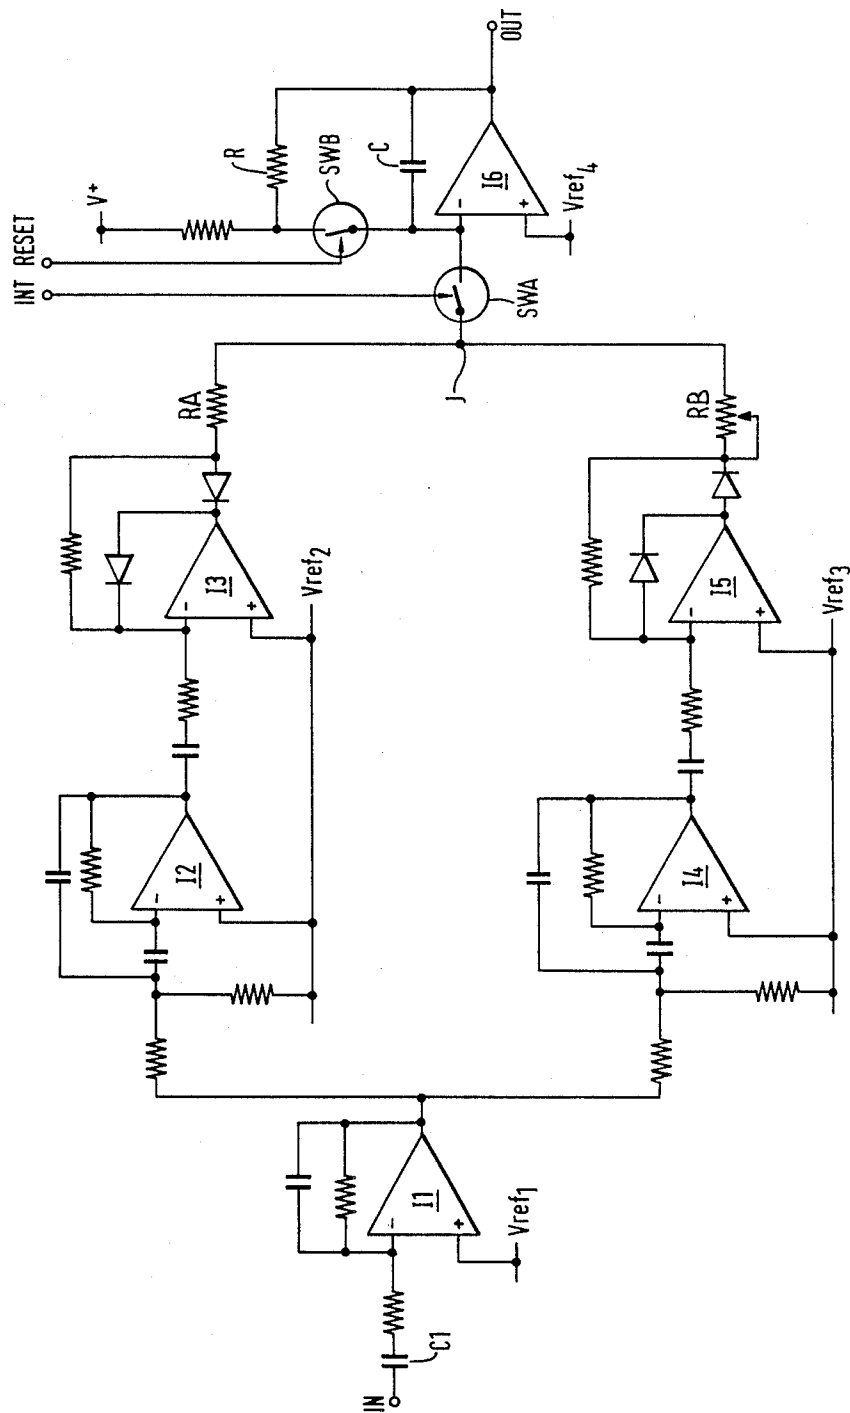 IN
C1
I1
-
+
Vref1
I2
-
+
I3
-
+
Vref2
RA
I4
-
+
I5
-
+
Vref3
RB
J
INT
RESET
V+
R
SWB
C
SWA
I6
-
+
Vref4
OUT